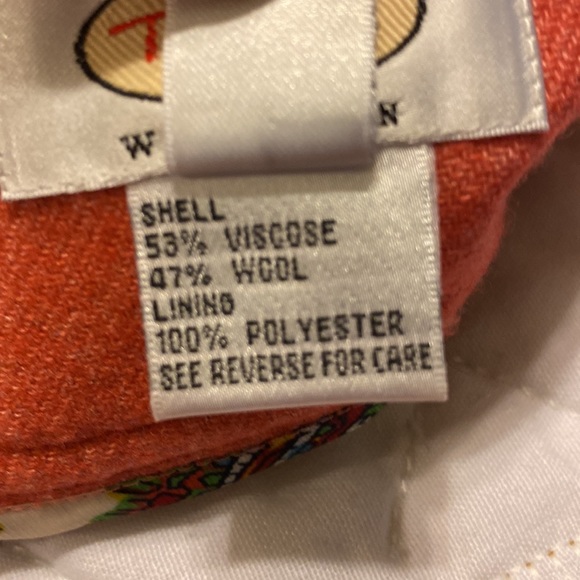 SHELL
53% VISCOSE
47% WOOL
LINING
100% POLYESTER
SEE REVERSE FOR CARE